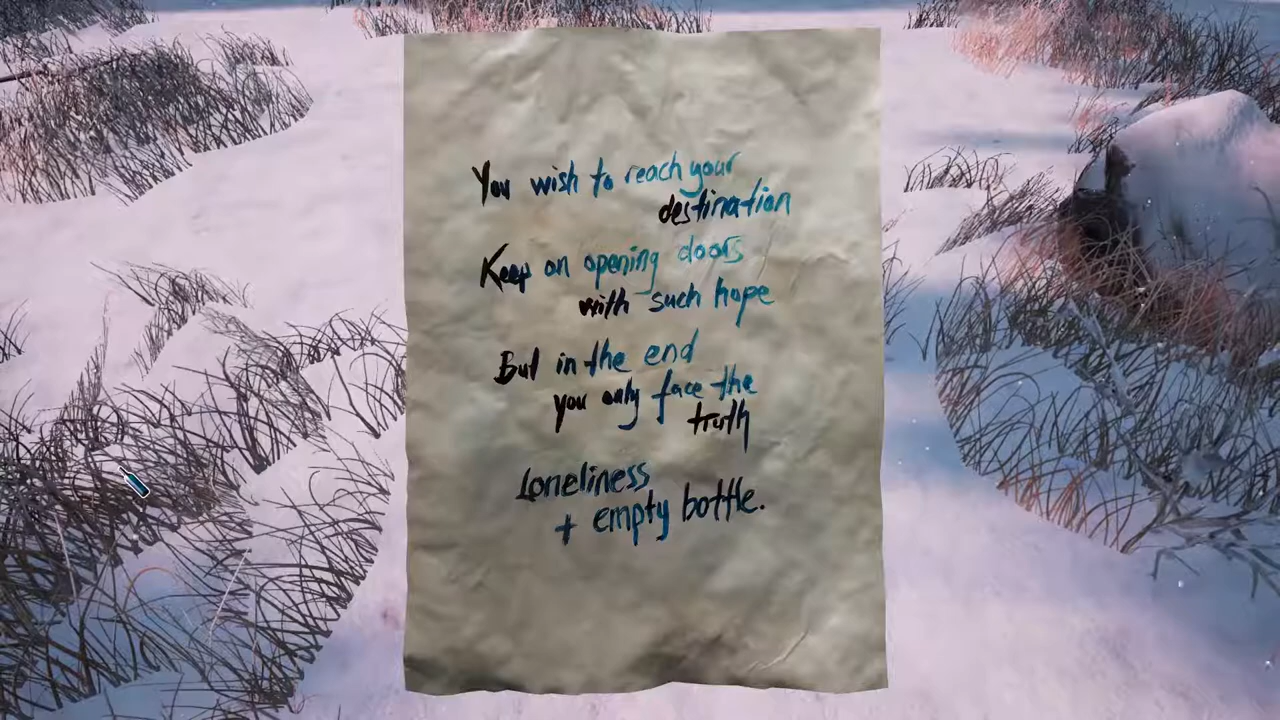 You wish to reach your
destination
Keep on opening doors
with such hope
But in the end
you only face the
truth
Loneliness
+ empty bottle.